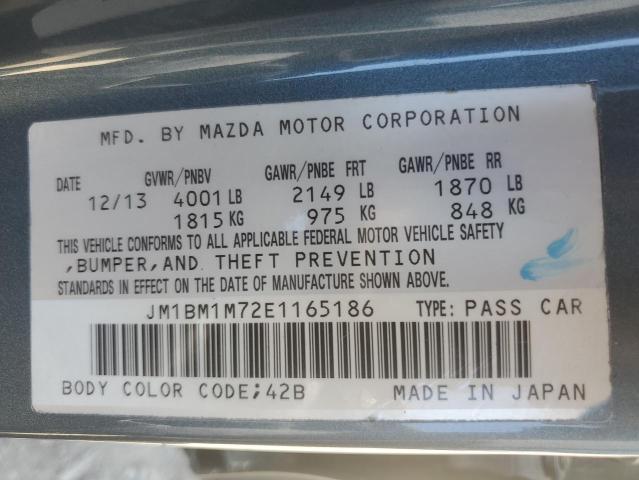 MFD. BY MAZDA MOTOR CORPORATION
DATE GVWR/PNBV GAWR/PNBE FRT GAWR/PNBE RR
12/13 4001 LB 2149 LB 1870 LB
1815 KG 975 KG 848 KG
THIS VEHICLE CONFORMS TO ALL APPLICABLE FEDERAL MOTOR VEHICLE SAFETY
,BUMPER,AND THEFT PREVENTION
STANDARDS IN EFFECT ON THE DATE OF MANUFACTURE SHOWN ABOVE.
JM1BM1M72E1165186 TYPE: PASS CAR
BODY COLOR CODE;42B MADE IN JAPAN